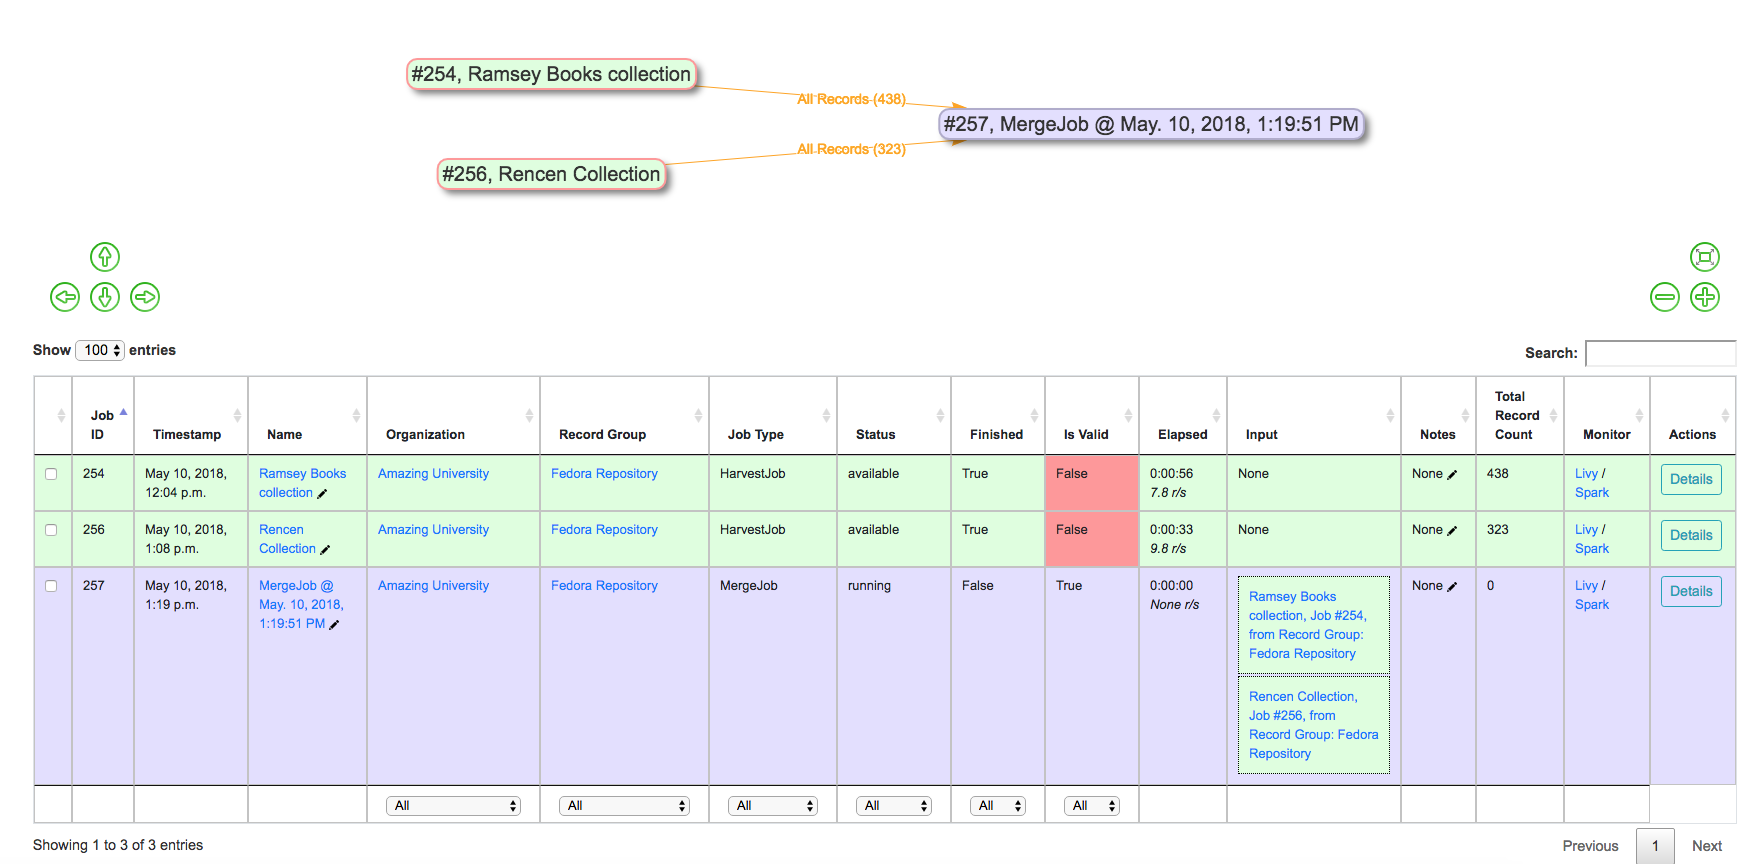 #254, Ramsey Books collection
All Records (438)
#257, MergeJob @ May. 10, 2018, 1:19:51 PM
All Records (323)
#256, Rencen Collection
Show 100 entries
Search:
Job ID Timestamp Name Organization Record Group Job Type Status Finished Is Valid Elapsed Input Notes Total Record Count Monitor Actions
254 May 10, 2018, 12:04 p.m. Ramsey Books collection Amazing University Fedora Repository HarvestJob available True False 0:00:56 7.8 r/s None None 438 Livy / Spark Details
256 May 10, 2018, 1:08 p.m. Rencen Collection Amazing University Fedora Repository HarvestJob available True False 0:00:33 9.8 r/s None None 323 Livy / Spark Details
257 May 10, 2018, 1:19 p.m. MergeJob @ May. 10, 2018, 1:19:51 PM Amazing University Fedora Repository MergeJob running False True 0:00:00 None r/s Ramsey Books collection, Job #254, from Record Group: Fedora Repository Rencen Collection, Job #256, from Record Group: Fedora Repository None 0 Livy / Spark Details
All All All All All All
Showing 1 to 3 of 3 entries
Previous 1 Next